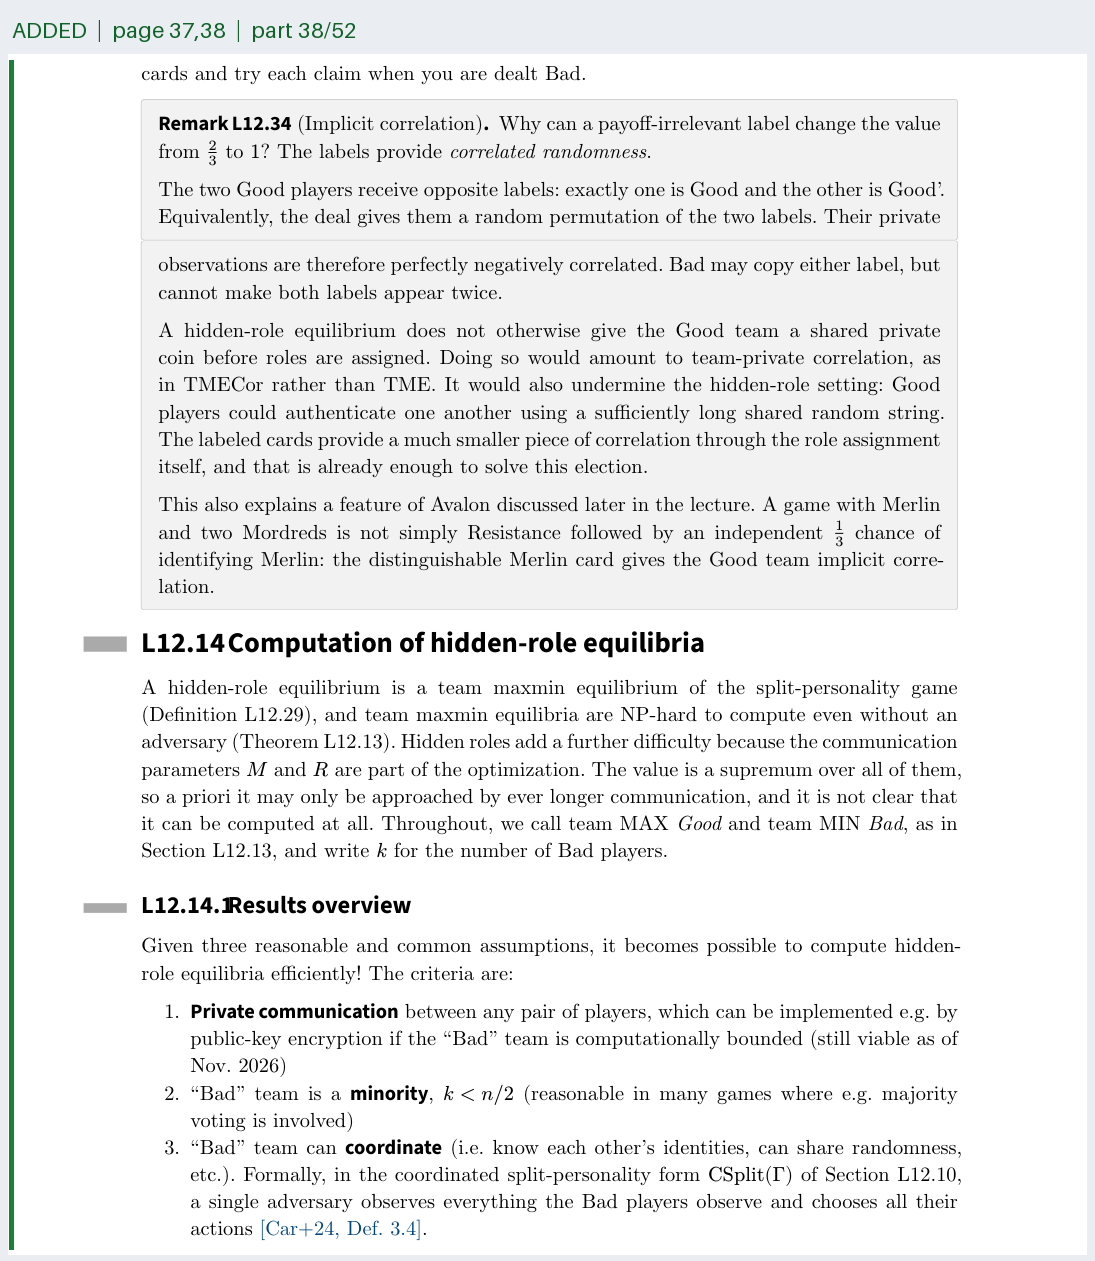 ADDED | page 37,38 | part 38/52
cards and try each claim when you are dealt Bad.
Remark L12.34 (Implicit correlation). Why can a payoff-irrelevant label change the value
from 2/3 to 1? The labels provide correlated randomness.
The two Good players receive opposite labels: exactly one is Good and the other is Good'.
Equivalently, the deal gives them a random permutation of the two labels. Their private
observations are therefore perfectly negatively correlated. Bad may copy either label, but
cannot make both labels appear twice.
A hidden-role equilibrium does not otherwise give the Good team a shared private
coin before roles are assigned. Doing so would amount to team-private correlation, as
in TMECor rather than TME. It would also undermine the hidden-role setting: Good
players could authenticate one another using a sufficiently long shared random string.
The labeled cards provide a much smaller piece of correlation through the role assignment
itself, and that is already enough to solve this election.
This also explains a feature of Avalon discussed later in the lecture. A game with Merlin
and two Mordreds is not simply Resistance followed by an independent 1/3 chance of
identifying Merlin: the distinguishable Merlin card gives the Good team implicit corre-
lation.
L12.14 Computation of hidden-role equilibria
A hidden-role equilibrium is a team maxmin equilibrium of the split-personality game
(Definition L12.29), and team maxmin equilibria are NP-hard to compute even without an
adversary (Theorem L12.13). Hidden roles add a further difficulty because the communication
parameters M and R are part of the optimization. The value is a supremum over all of them,
so a priori it may only be approached by ever longer communication, and it is not clear that
it can be computed at all. Throughout, we call team MAX Good and team MIN Bad, as in
Section L12.13, and write k for the number of Bad players.
L12.14.1 Results overview
Given three reasonable and common assumptions, it becomes possible to compute hidden-
role equilibria efficiently! The criteria are:
1. Private communication between any pair of players, which can be implemented e.g. by
public-key encryption if the “Bad” team is computationally bounded (still viable as of
Nov. 2026)
2. “Bad” team is a minority, k < n/2 (reasonable in many games where e.g. majority
voting is involved)
3. “Bad” team can coordinate (i.e. know each other's identities, can share randomness,
etc.). Formally, in the coordinated split-personality form CSplit(Γ) of Section L12.10,
a single adversary observes everything the Bad players observe and chooses all their
actions [Car+24, Def. 3.4].